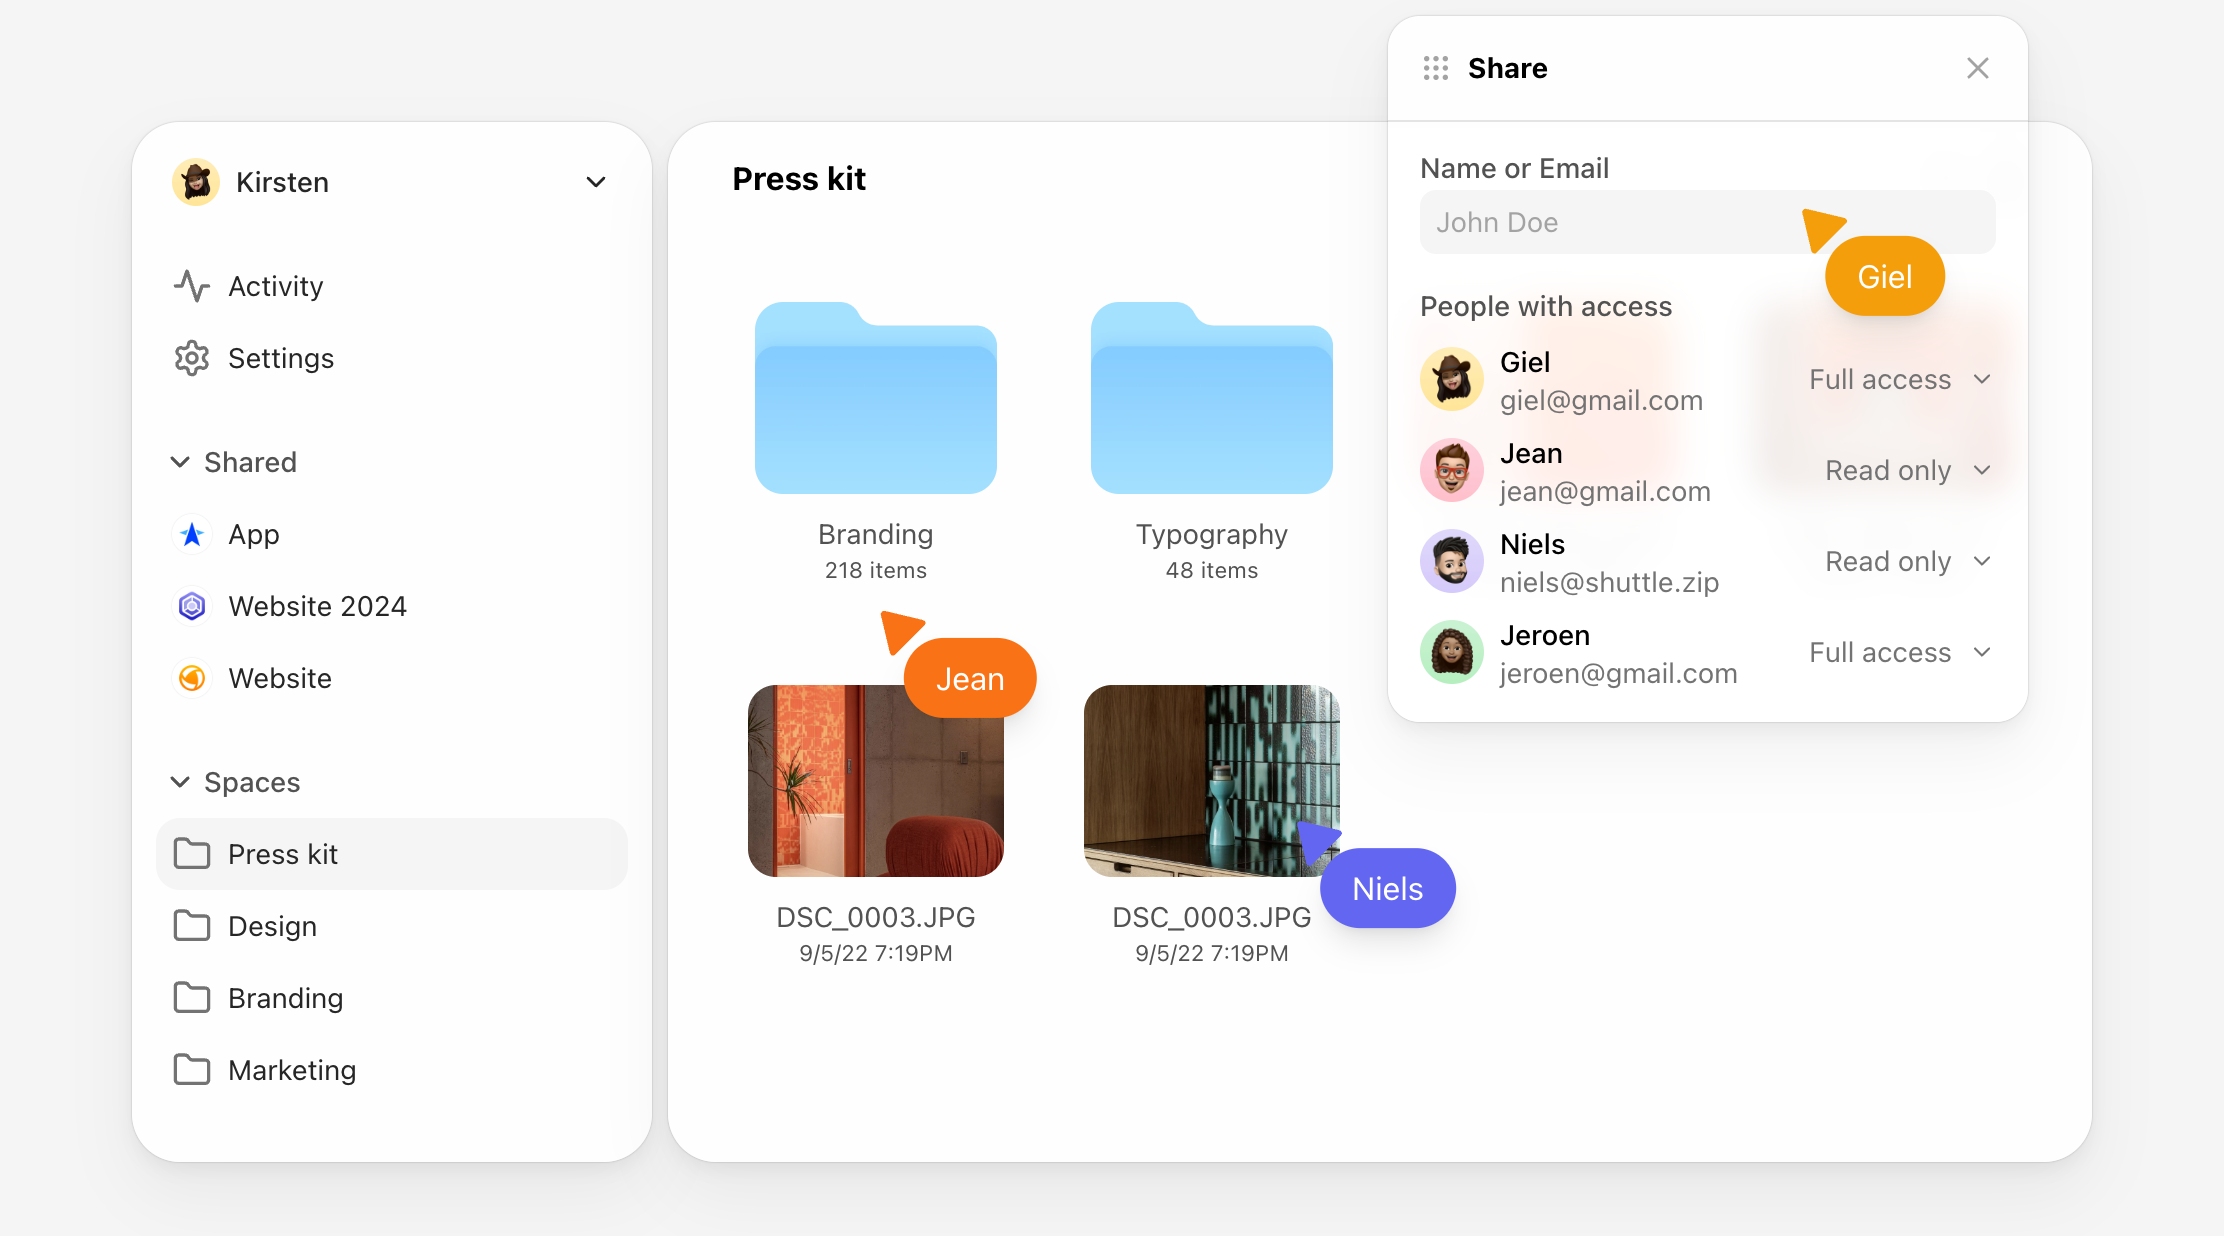 Kirsten
Activity
Settings
Shared
App
Website 2024
Website
Spaces
Press kit
Design
Branding
Marketing
Press kit
Branding
218 items
Typography
48 items
Jean
DSC_0003.JPG
9/5/22 7:19PM
DSC_0003.JPG
9/5/22 7:19PM
Niels
Share
Name or Email
John Doe
Giel
People with access
Giel
giel@gmail.com
Full access
Jean
jean@gmail.com
Read only
Niels
niels@shuttle.zip
Read only
Jeroen
jeroen@gmail.com
Full access